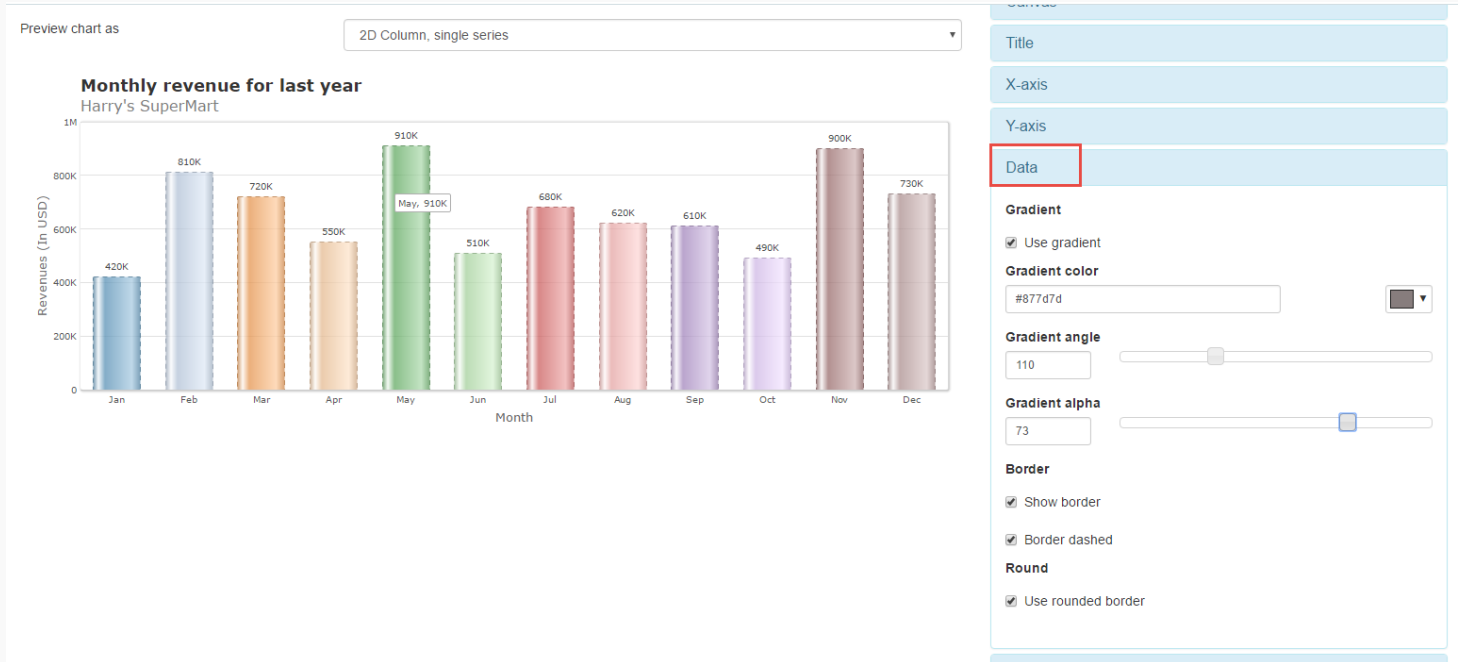 Preview chart as
2D Column, single series
Monthly revenue for last year
Harry's SuperMart
1M
800K
600K
400K
200K
0
Revenues (In USD)
420K
810K
720K
550K
910K
510K
680K
620K
610K
490K
900K
730K
May, 910K
Jan Feb Mar Apr May Jun Jul Aug Sep Oct Nov Dec
Month
Canvas
Title
X-axis
Y-axis
Data
Gradient
Use gradient
Gradient color
#877d7d
Gradient angle
110
Gradient alpha
73
Border
Show border
Border dashed
Round
Use rounded border